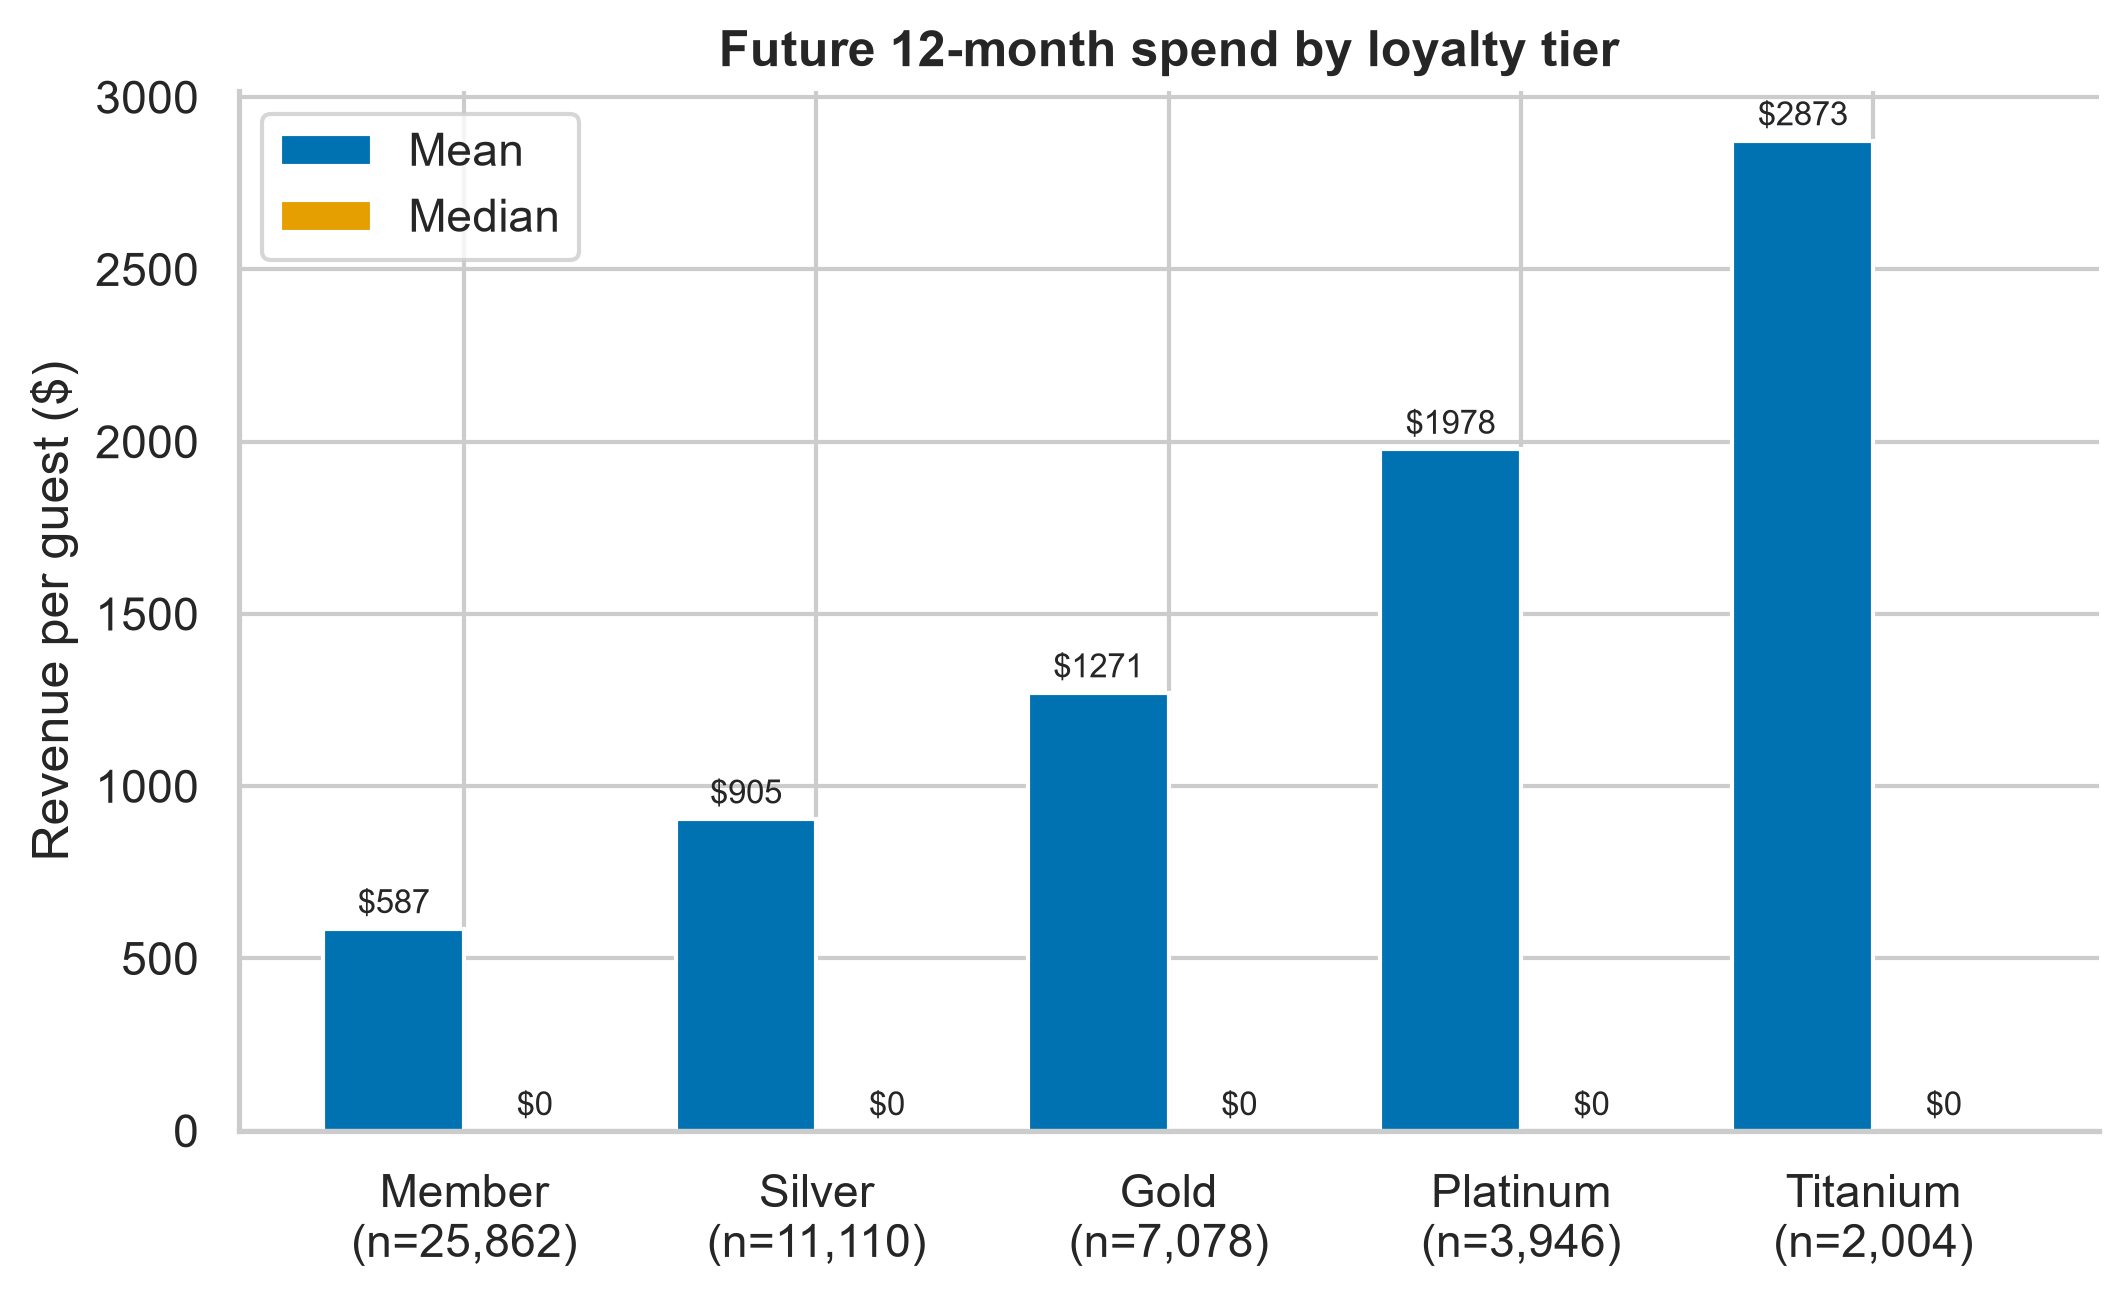 Future 12-month spend by loyalty tier
Revenue per guest ($)
3000
2500
2000
1500
1000
500
0
Mean
Median
$587
$0
$905
$0
$1271
$0
$1978
$0
$2873
$0
Member
(n=25,862)
Silver
(n=11,110)
Gold
(n=7,078)
Platinum
(n=3,946)
Titanium
(n=2,004)